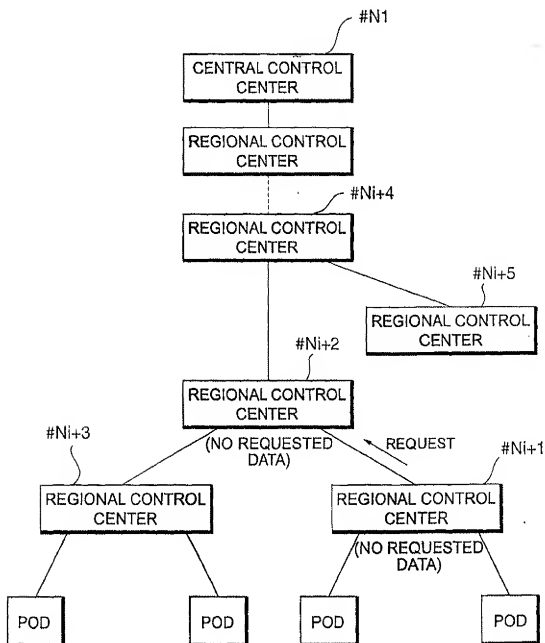 #N1
CENTRAL CONTROL
CENTER
REGIONAL CONTROL
CENTER
#Ni+4
REGIONAL CONTROL
CENTER
#Ni+5
REGIONAL CONTROL
CENTER
#Ni+2
REGIONAL CONTROL
CENTER
(NO REQUESTED
DATA)
REQUEST
#Ni+3
#Ni+1
REGIONAL CONTROL
CENTER
REGIONAL CONTROL
CENTER
(NO REQUESTED
DATA)
POD
POD
POD
POD